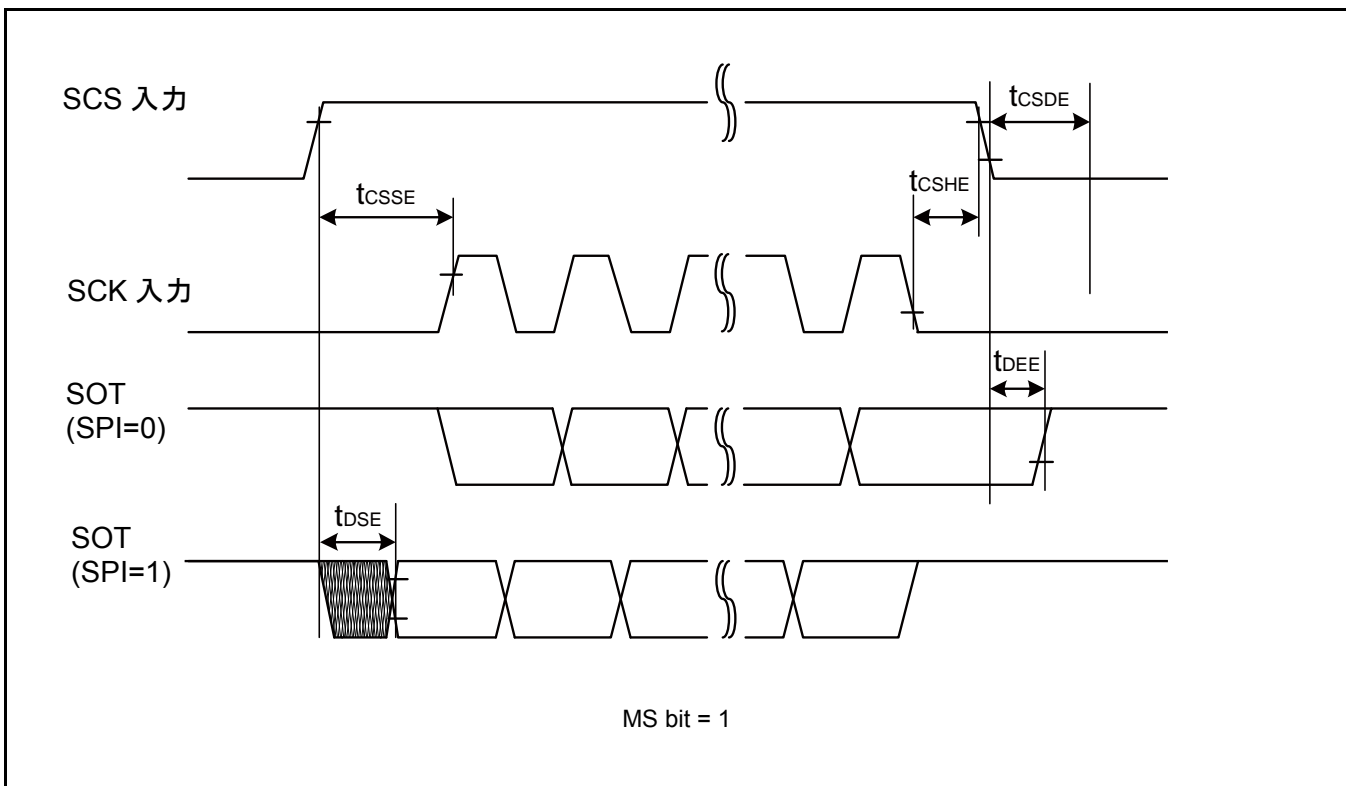 SCS 入力
tCSDE
tCSSE
tCSHE
SCK 入力
SOT
(SPI=0)
tDEE
SOT
(SPI=1)
tDSE
MS bit = 1